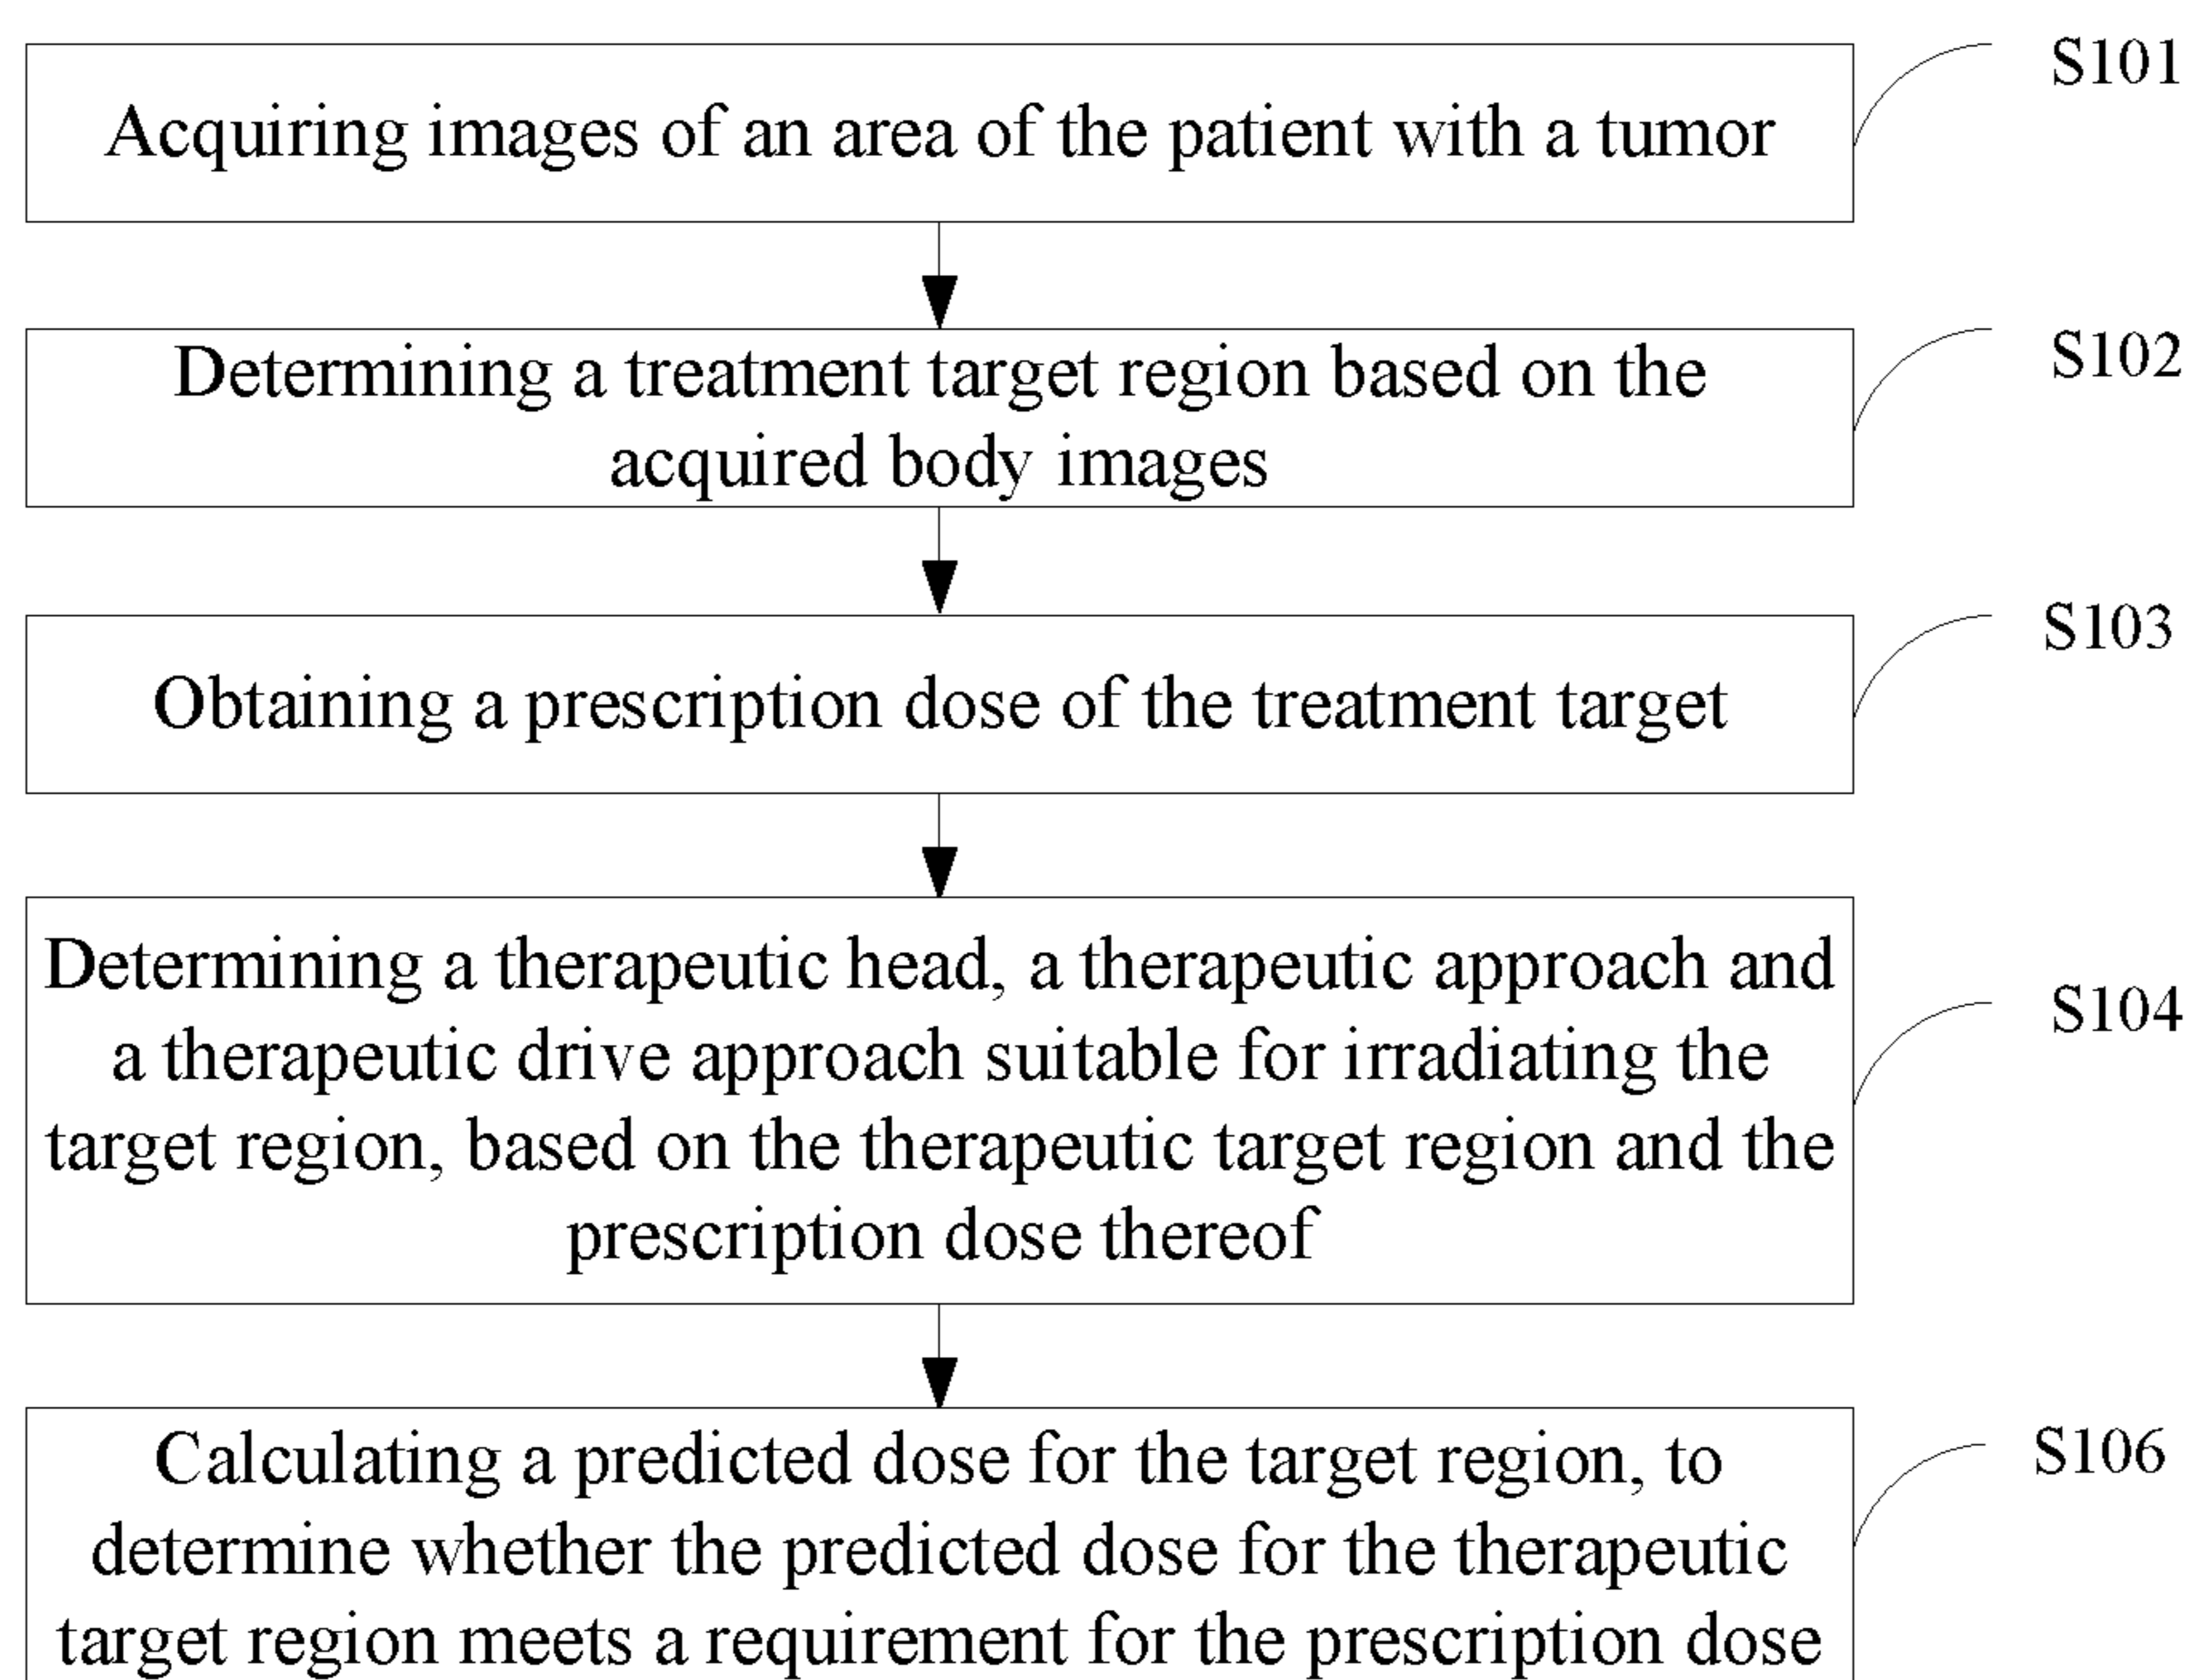 Acquiring images of an area of the patient with a tumor
S101
Determining a treatment target region based on the
acquired body images
S102
Obtaining a prescription dose of the treatment target
S103
Determining a therapeutic head, a therapeutic approach and
a therapeutic drive approach suitable for irradiating the
target region, based on the therapeutic target region and the
prescription dose thereof
S104
Calculating a predicted dose for the target region, to
determine whether the predicted dose for the therapeutic
target region meets a requirement for the prescription dose
S106